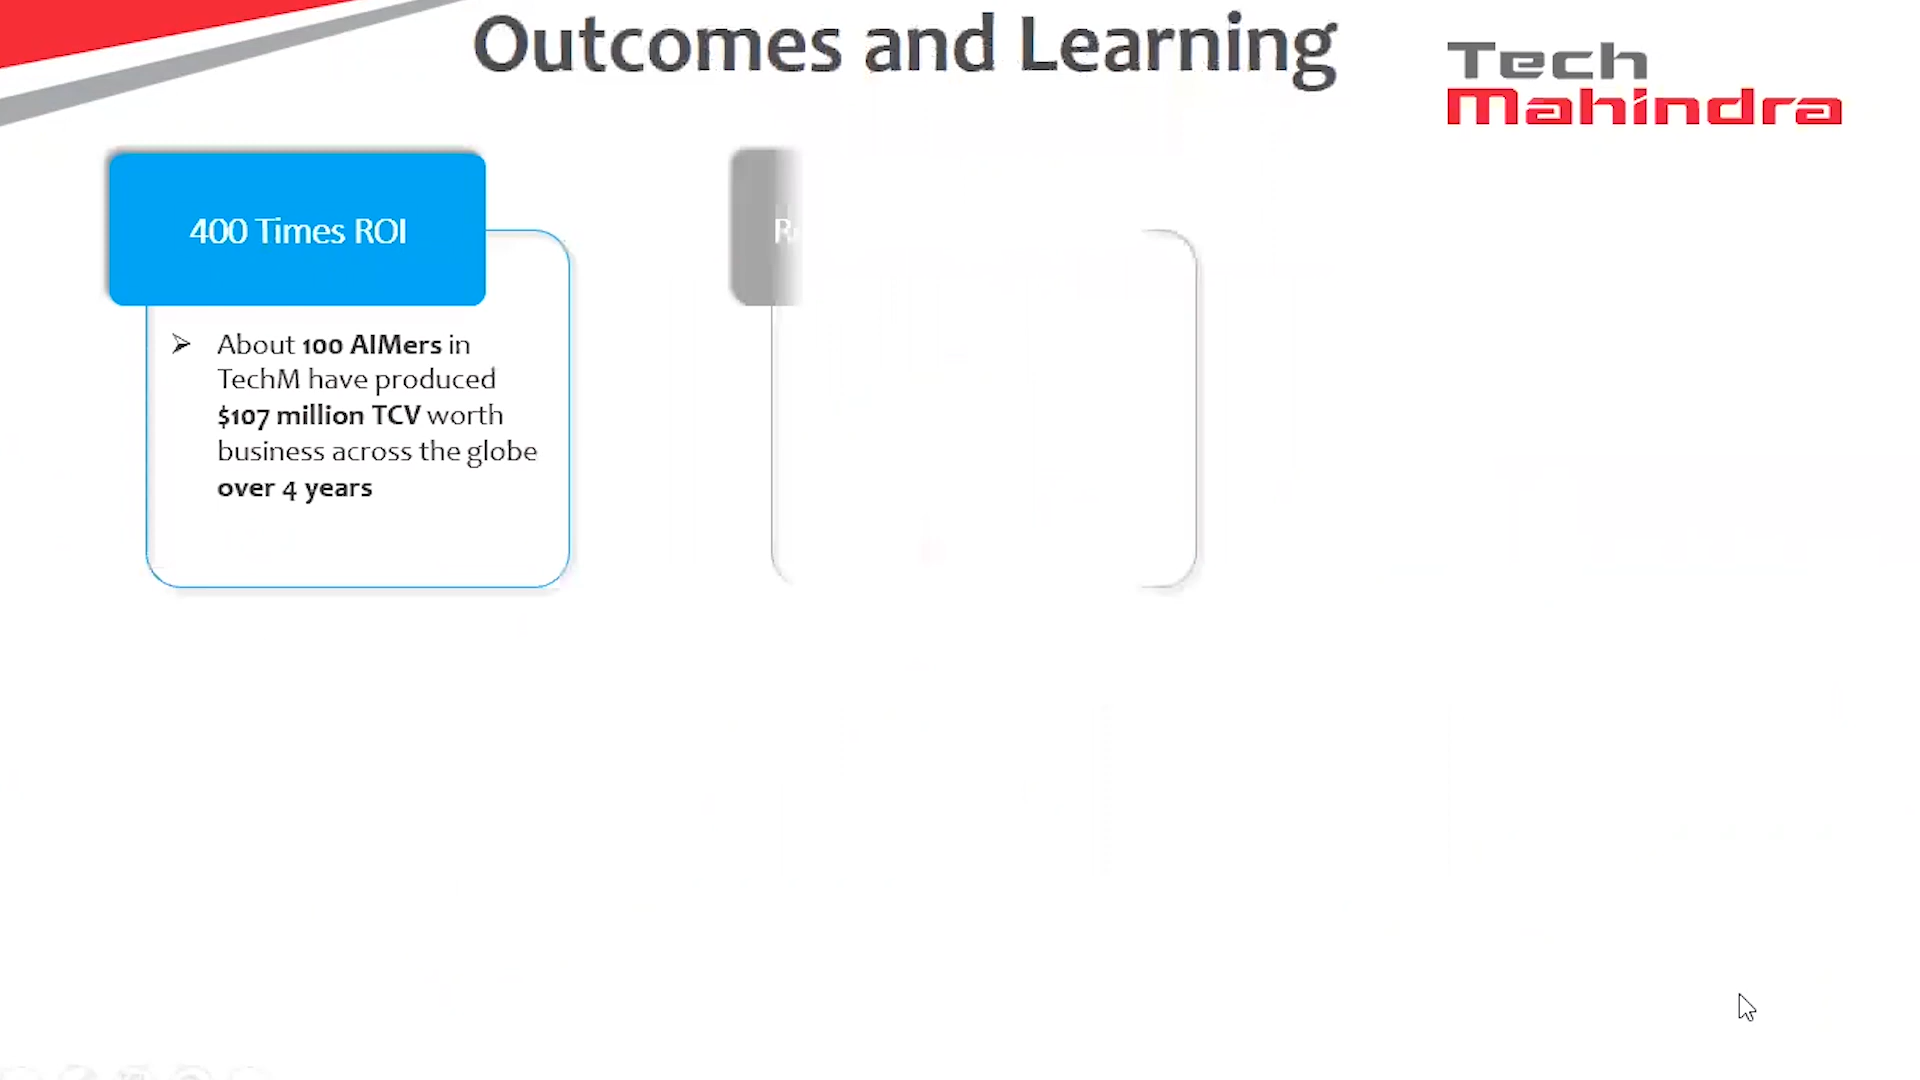 Outcomes and Learning
Tech
Mahindra
400 Times ROI
➢ About 100 AIMers in
TechM have produced
$107 million TCV worth
business across the globe
over 4 years